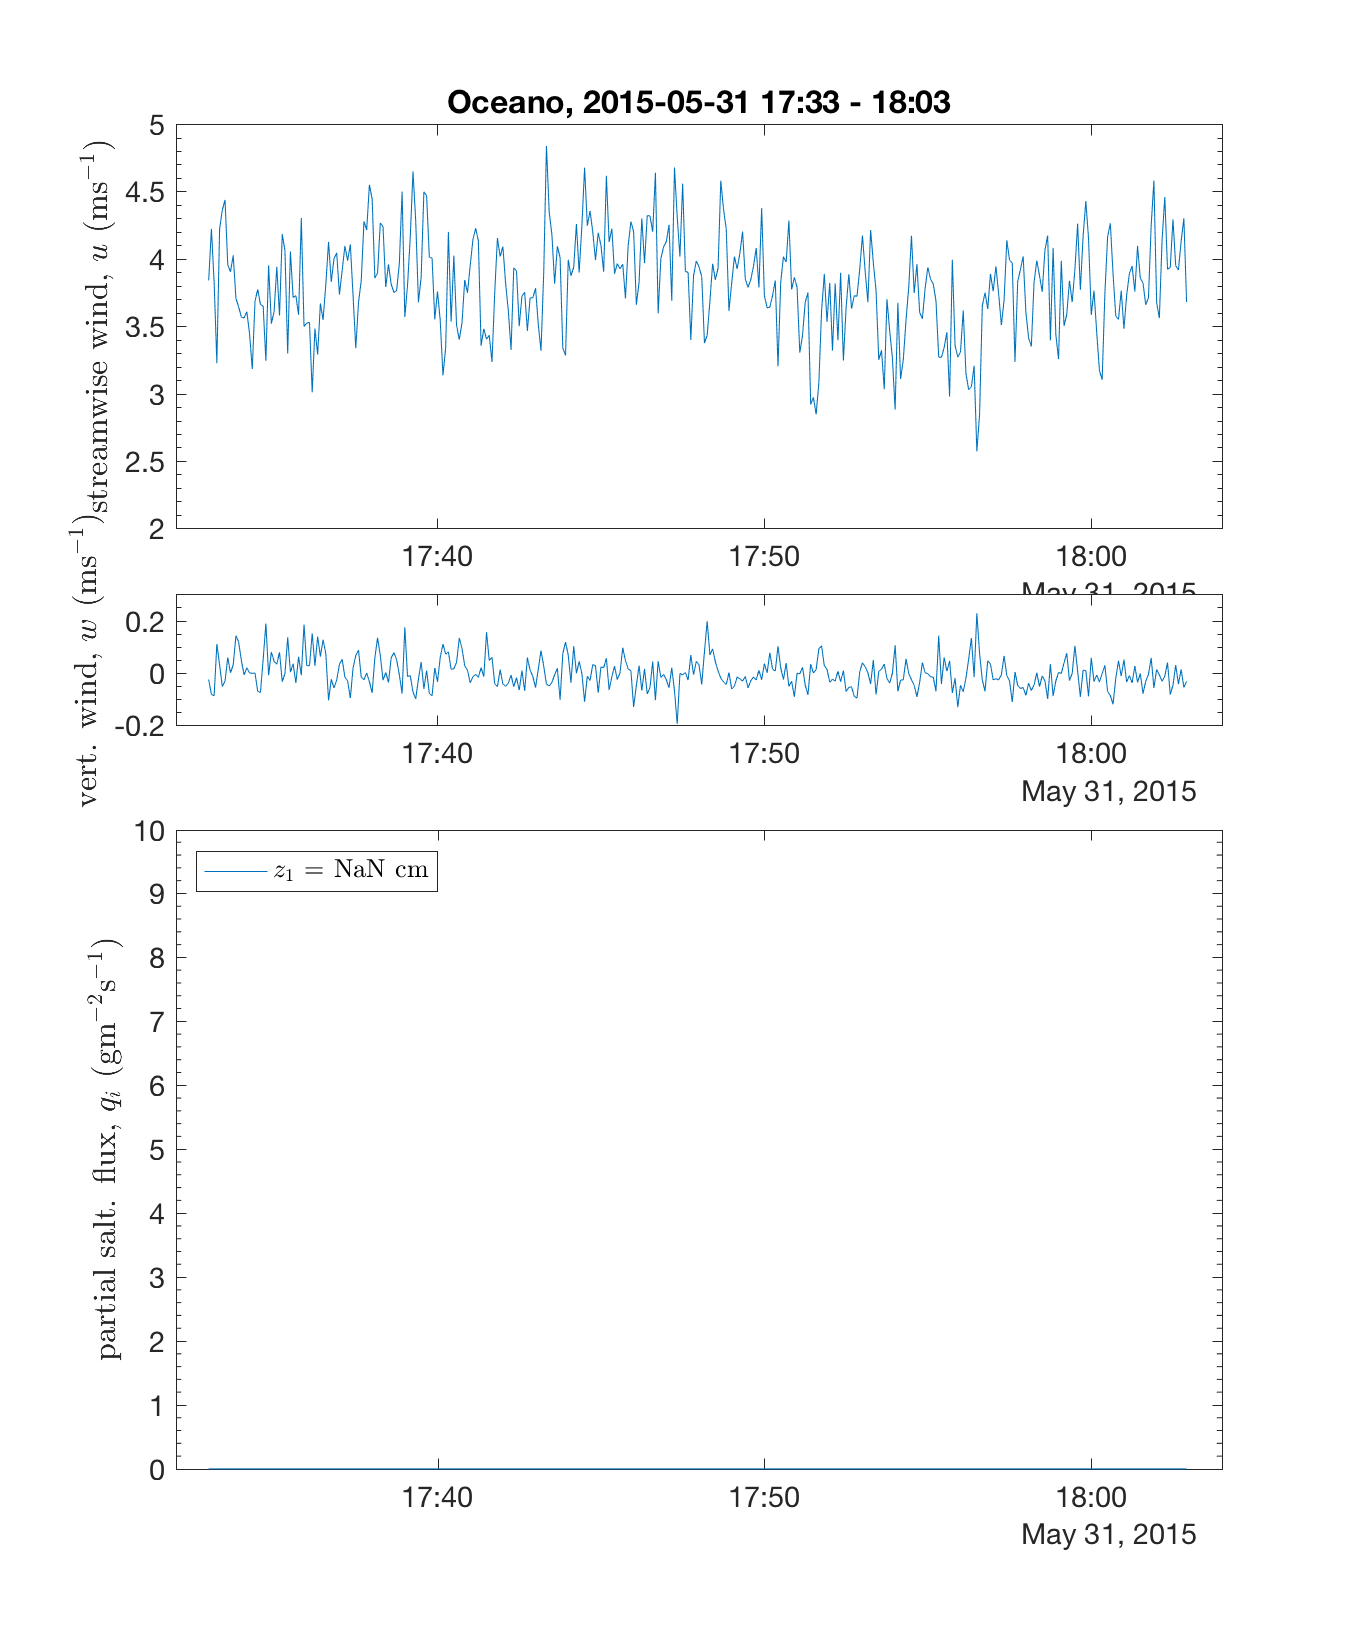 Oceano, 2015-05-31 17:33 - 18:03
streamwise wind, u (ms⁻¹)
5
4.5
4
3.5
3
2.5
2
17:40 17:50 18:00
May 31, 2015
vert. wind, w (ms⁻¹)
0.2
0
-0.2
17:40 17:50 18:00
May 31, 2015
partial salt. flux, qᵢ (gm⁻²s⁻¹)
10
9
8
7
6
5
4
3
2
1
0
z₁ = NaN cm
17:40 17:50 18:00
May 31, 2015